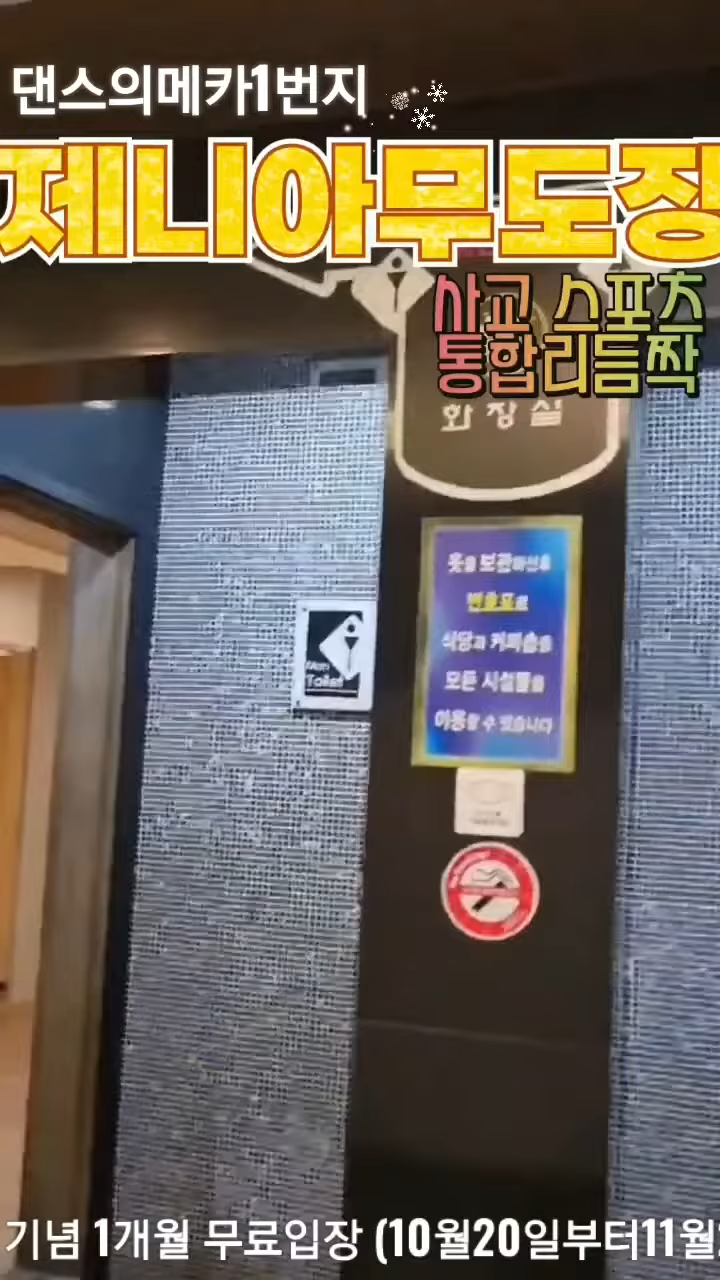 댄스의메카1번지
제니아무도장
사교 스포츠
통합리듬짝
화장실
옷을 보관하신후
번호표로
식당과 커피숍을
모든 시설물을
이용할 수 있습니다
Men
Toilet
기념 1개월 무료입장 (10월20일부터11월